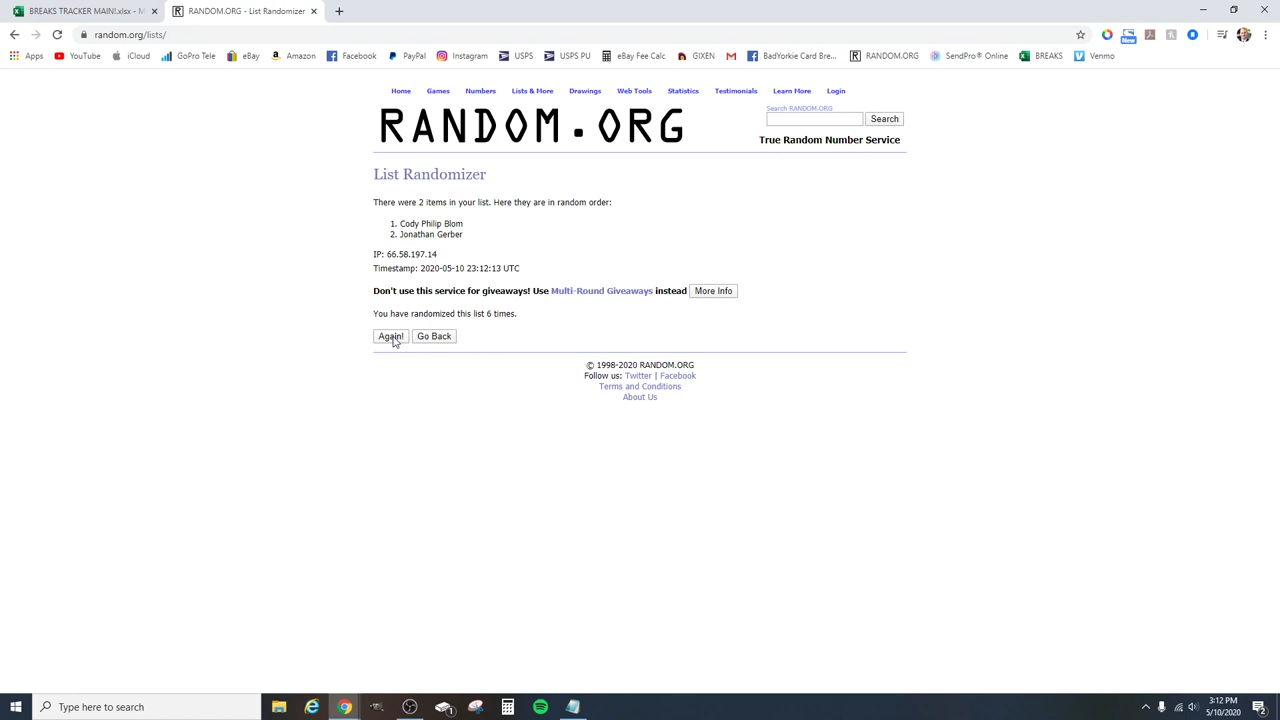 BREAKS TRACKER MAIN.xlsx - M
RANDOM.ORG - List Randomizer
random.org/lists/
Apps YouTube iCloud GoPro Tele eBay Amazon Facebook PayPal Instagram USPS USPS PU eBay Fee Calc GIXEN BadYorkie Card Bre... RANDOM.ORG SendPro® Online BREAKS Venmo
Home Games Numbers Lists & More Drawings Web Tools Statistics Testimonials Learn More Login
Search RANDOM.ORG
RANDOM.ORG
Search
True Random Number Service
List Randomizer
There were 2 items in your list. Here they are in random order:
1. Cody Philip Blom
2. Jonathan Gerber
IP: 66.58.197.14
Timestamp: 2020-05-10 23:12:13 UTC
Don't use this service for giveaways! Use Multi-Round Giveaways instead More Info
You have randomized this list 6 times.
Again! Go Back
© 1998-2020 RANDOM.ORG
Follow us: Twitter | Facebook
Terms and Conditions
About Us
Type here to search
3:12 PM
5/10/2020